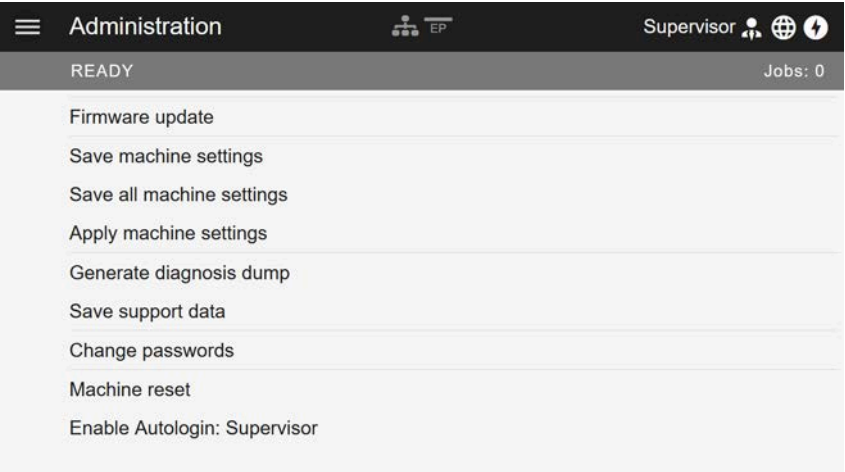 Administration EP Supervisor
READY Jobs: 0
Firmware update
Save machine settings
Save all machine settings
Apply machine settings
Generate diagnosis dump
Save support data
Change passwords
Machine reset
Enable Autologin: Supervisor